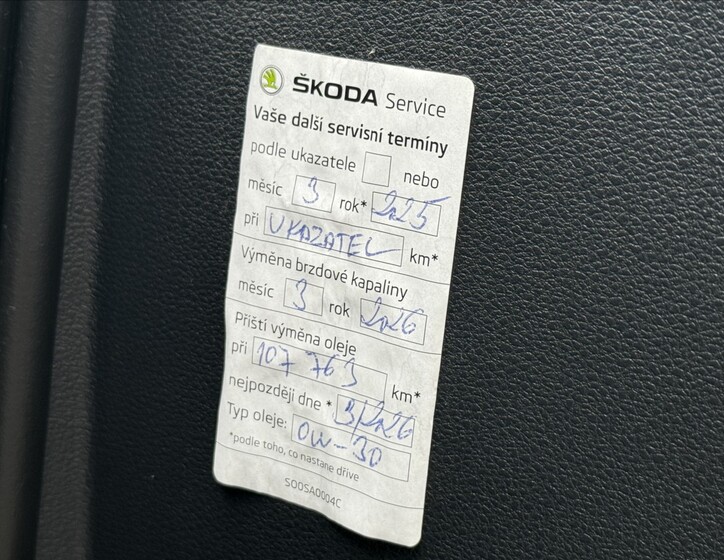 ŠKODA Service
Vaše další servisní termíny
podle ukazatele nebo
měsíc 3 rok* 2025
při UKAZATEL km*
Výměna brzdové kapaliny
měsíc 3 rok 2026
Příští výměna oleje
při 107 763 km*
nejpozději dne * 3/2026
Typ oleje: 0W-30
*podle toho, co nastane dříve
S00SA0004C